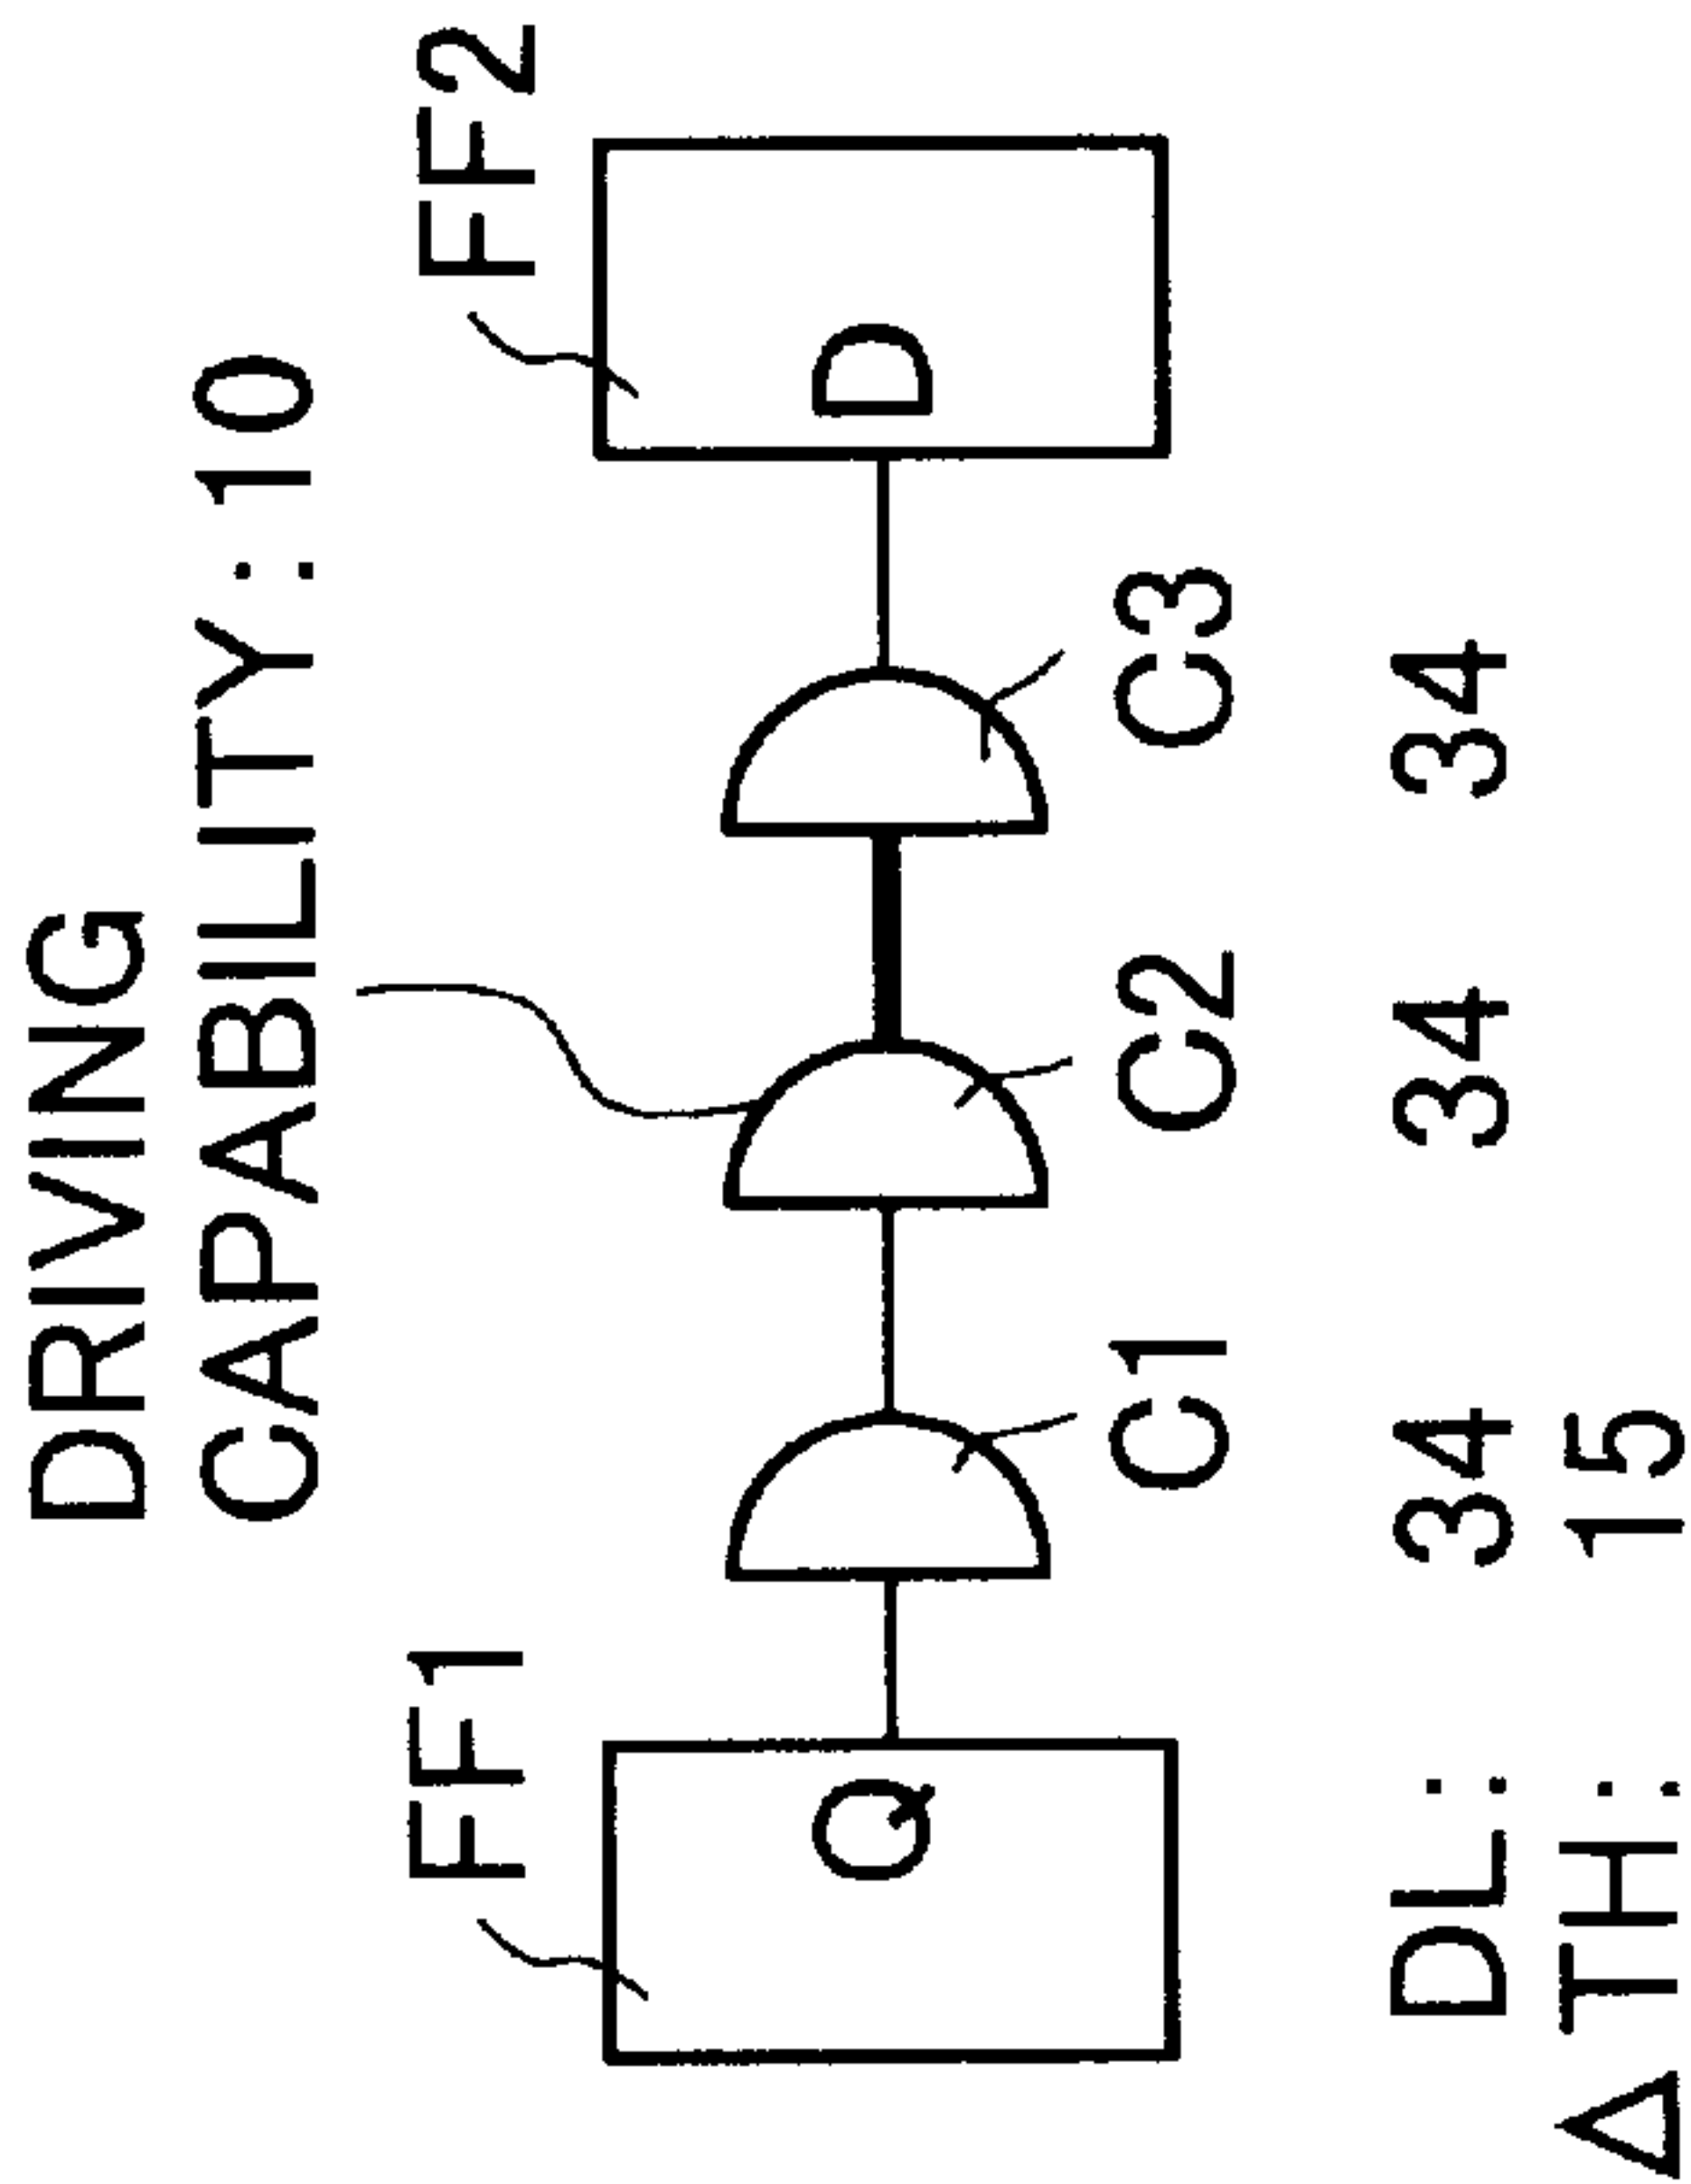 DRIVING
CAPABILITY:10
FF1
FF2
Q
D
C1 C2 C3
DL: 34 34 34
ΔTH: 15